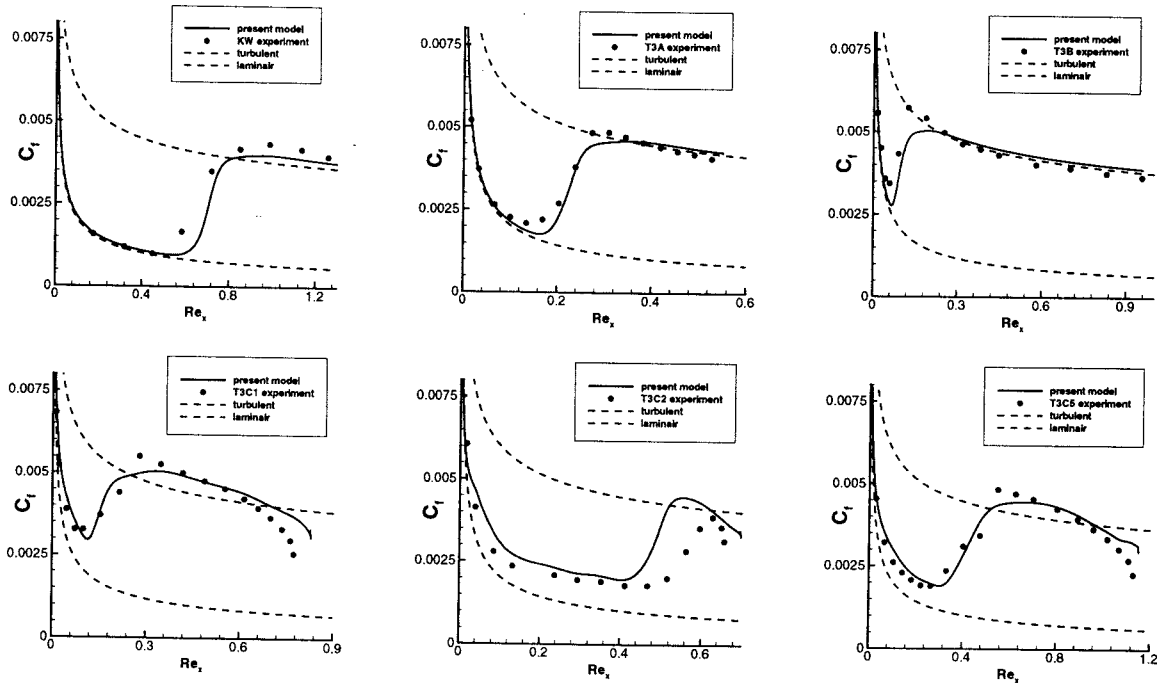 present model
KW experiment
turbulent
laminair
0.0075
0.005
C_f
0.0025
0
0 0.4 0.8 1.2
Re_x
present model
T3A experiment
turbulent
laminair
0.0075
0.005
C_f
0.0025
0
0 0.2 0.4 0.6
Re_x
present model
T3B experiment
turbulent
laminair
0.0075
0.005
C_f
0.0025
0
0 0.3 0.6 0.9
Re_x
present model
T3C1 experiment
turbulent
laminair
0.0075
0.005
C_f
0.0025
0
0 0.3 0.6 0.9
Re_x
present model
T3C2 experiment
turbulent
laminair
0.0075
0.005
C_f
0.0025
0
0 0.2 0.4 0.6
Re_x
present model
T3C5 experiment
turbulent
laminair
0.0075
0.005
C_f
0.0025
0
0 0.4 0.8 1.2
Re_x